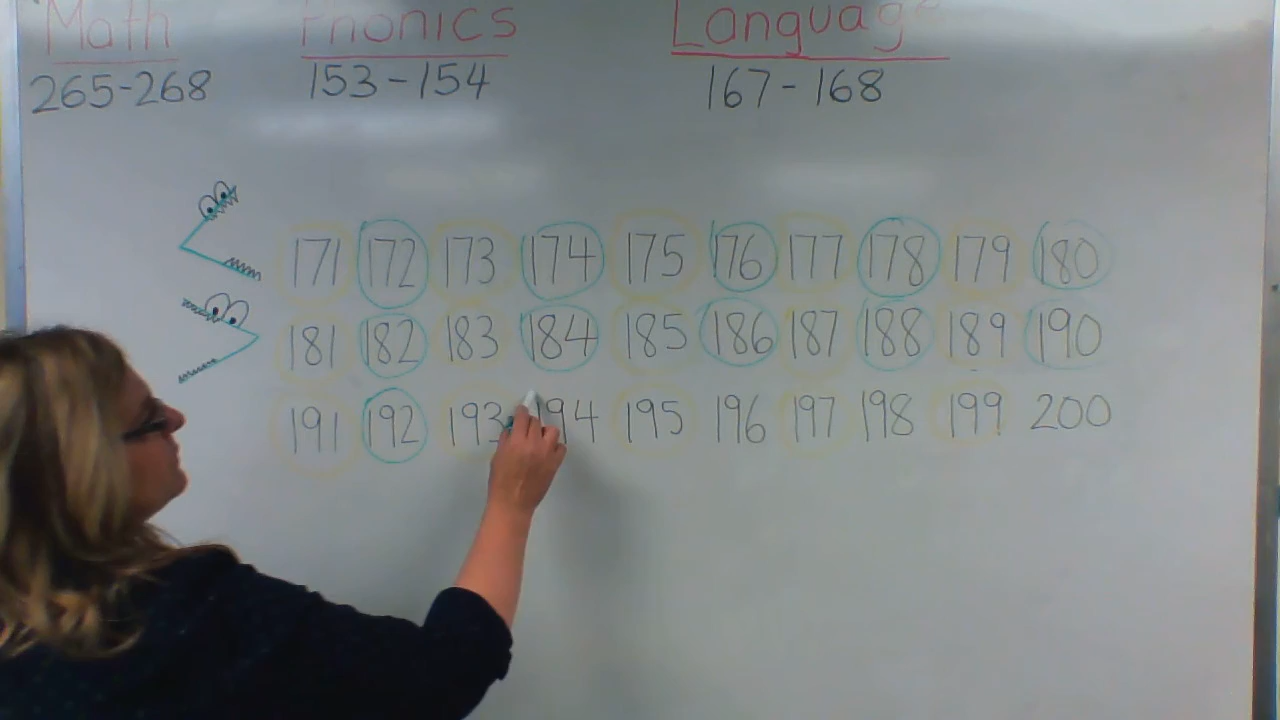 Math Phonics Language
265-268 153-154 167-168
171 172 173 174 175 176 177 178 179 180
181 182 183 184 185 186 187 188 189 190
191 192 193 194 195 196 197 198 199 200